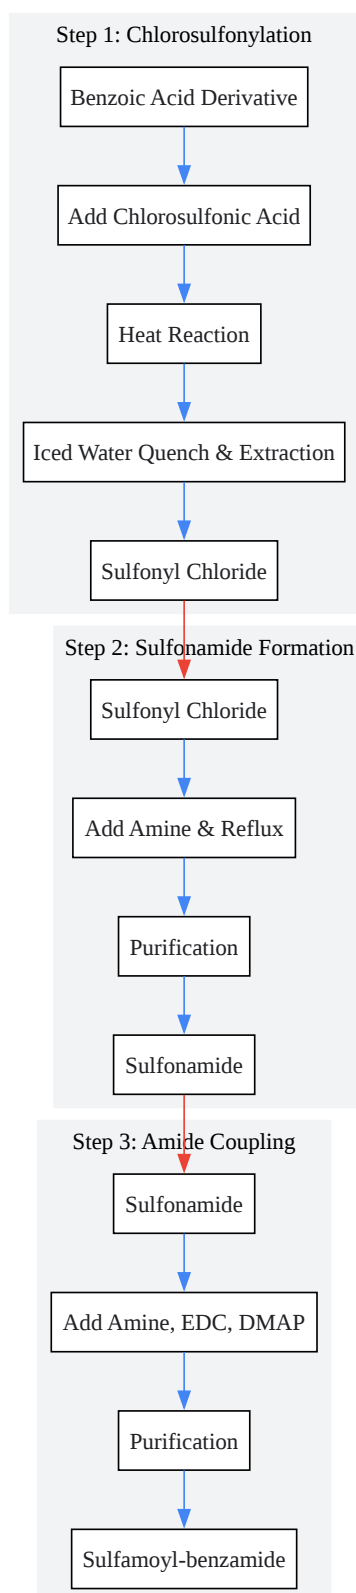 Step 1: Chlorosulfonylation
Benzoic Acid Derivative
Add Chlorosulfonic Acid
Heat Reaction
Iced Water Quench & Extraction
Sulfonyl Chloride
Step 2: Sulfonamide Formation
Sulfonyl Chloride
Add Amine & Reflux
Purification
Sulfonamide
Step 3: Amide Coupling
Sulfonamide
Add Amine, EDC, DMAP
Purification
Sulfamoyl-benzamide